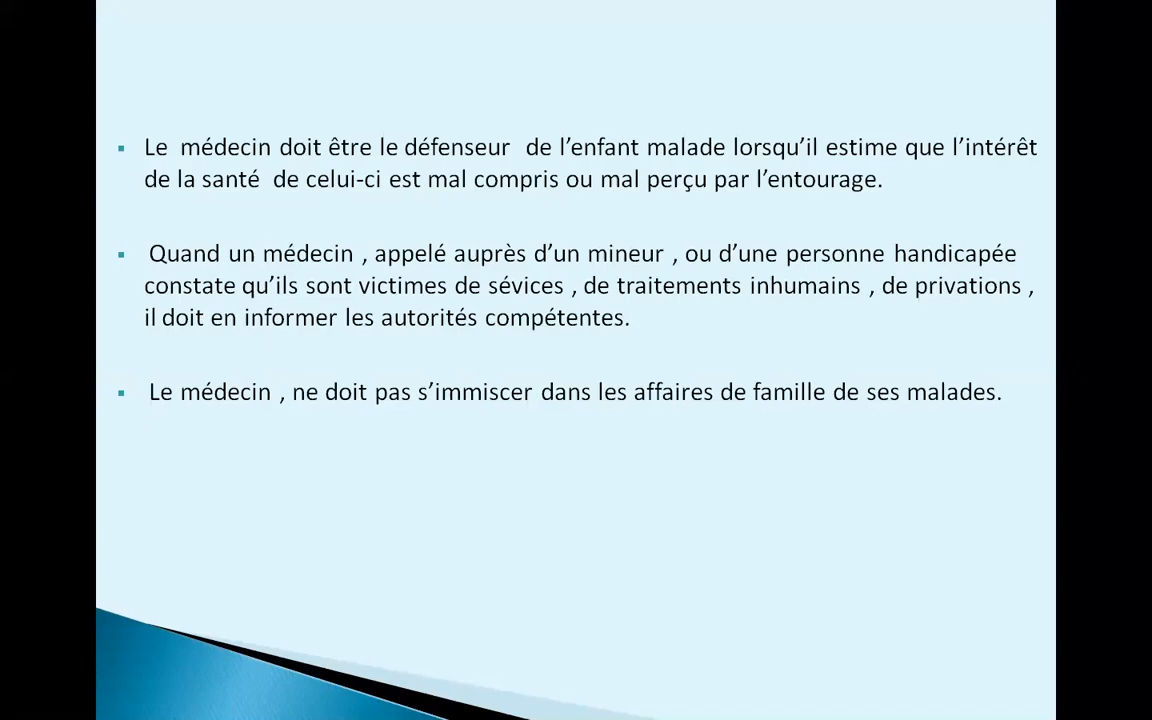 ▪ Le médecin doit être le défenseur de l’enfant malade lorsqu’il estime que l’intérêt
de la santé de celui-ci est mal compris ou mal perçu par l’entourage.
▪ Quand un médecin , appelé auprès d’un mineur , ou d’une personne handicapée
constate qu’ils sont victimes de sévices , de traitements inhumains , de privations ,
il doit en informer les autorités compétentes.
▪ Le médecin , ne doit pas s’immiscer dans les affaires de famille de ses malades.